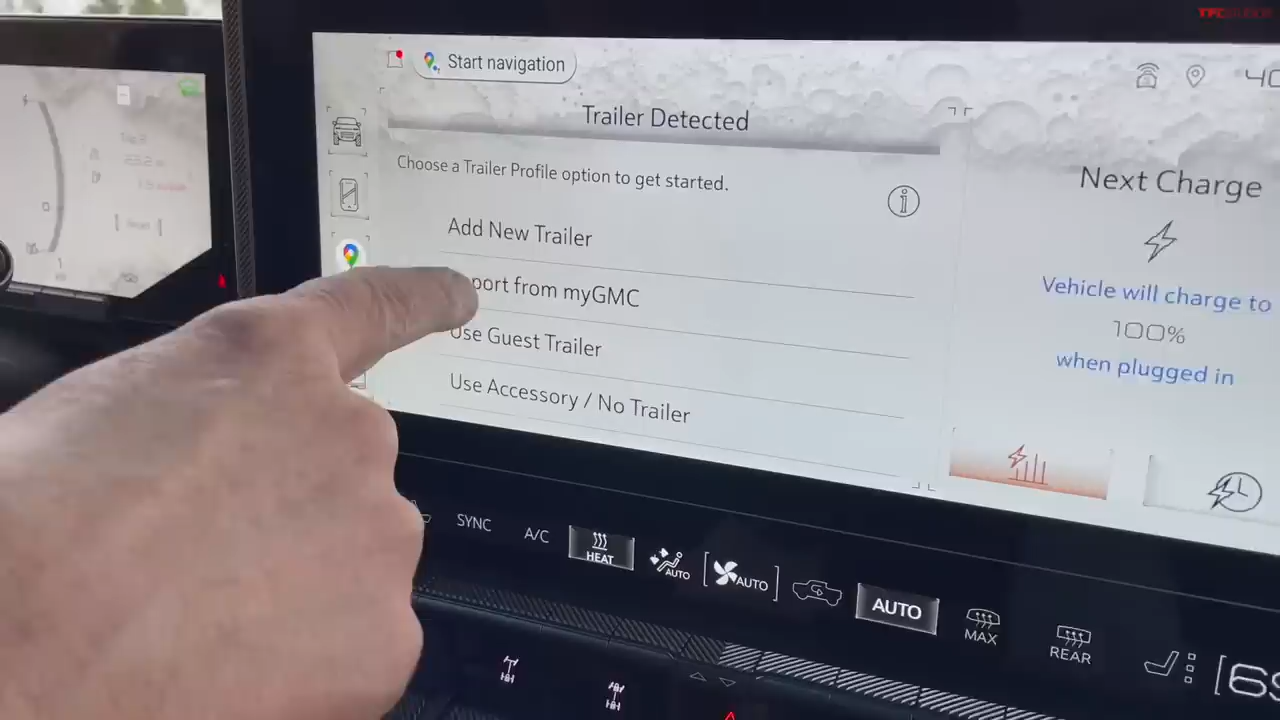 Start navigation
40
Trailer Detected
Choose a Trailer Profile option to get started.
Add New Trailer
port from myGMC
Use Guest Trailer
Use Accessory / No Trailer
Next Charge
Vehicle will charge to
100%
when plugged in
SYNC
A/C
HEAT
AUTO
AUTO
AUTO
MAX
REAR